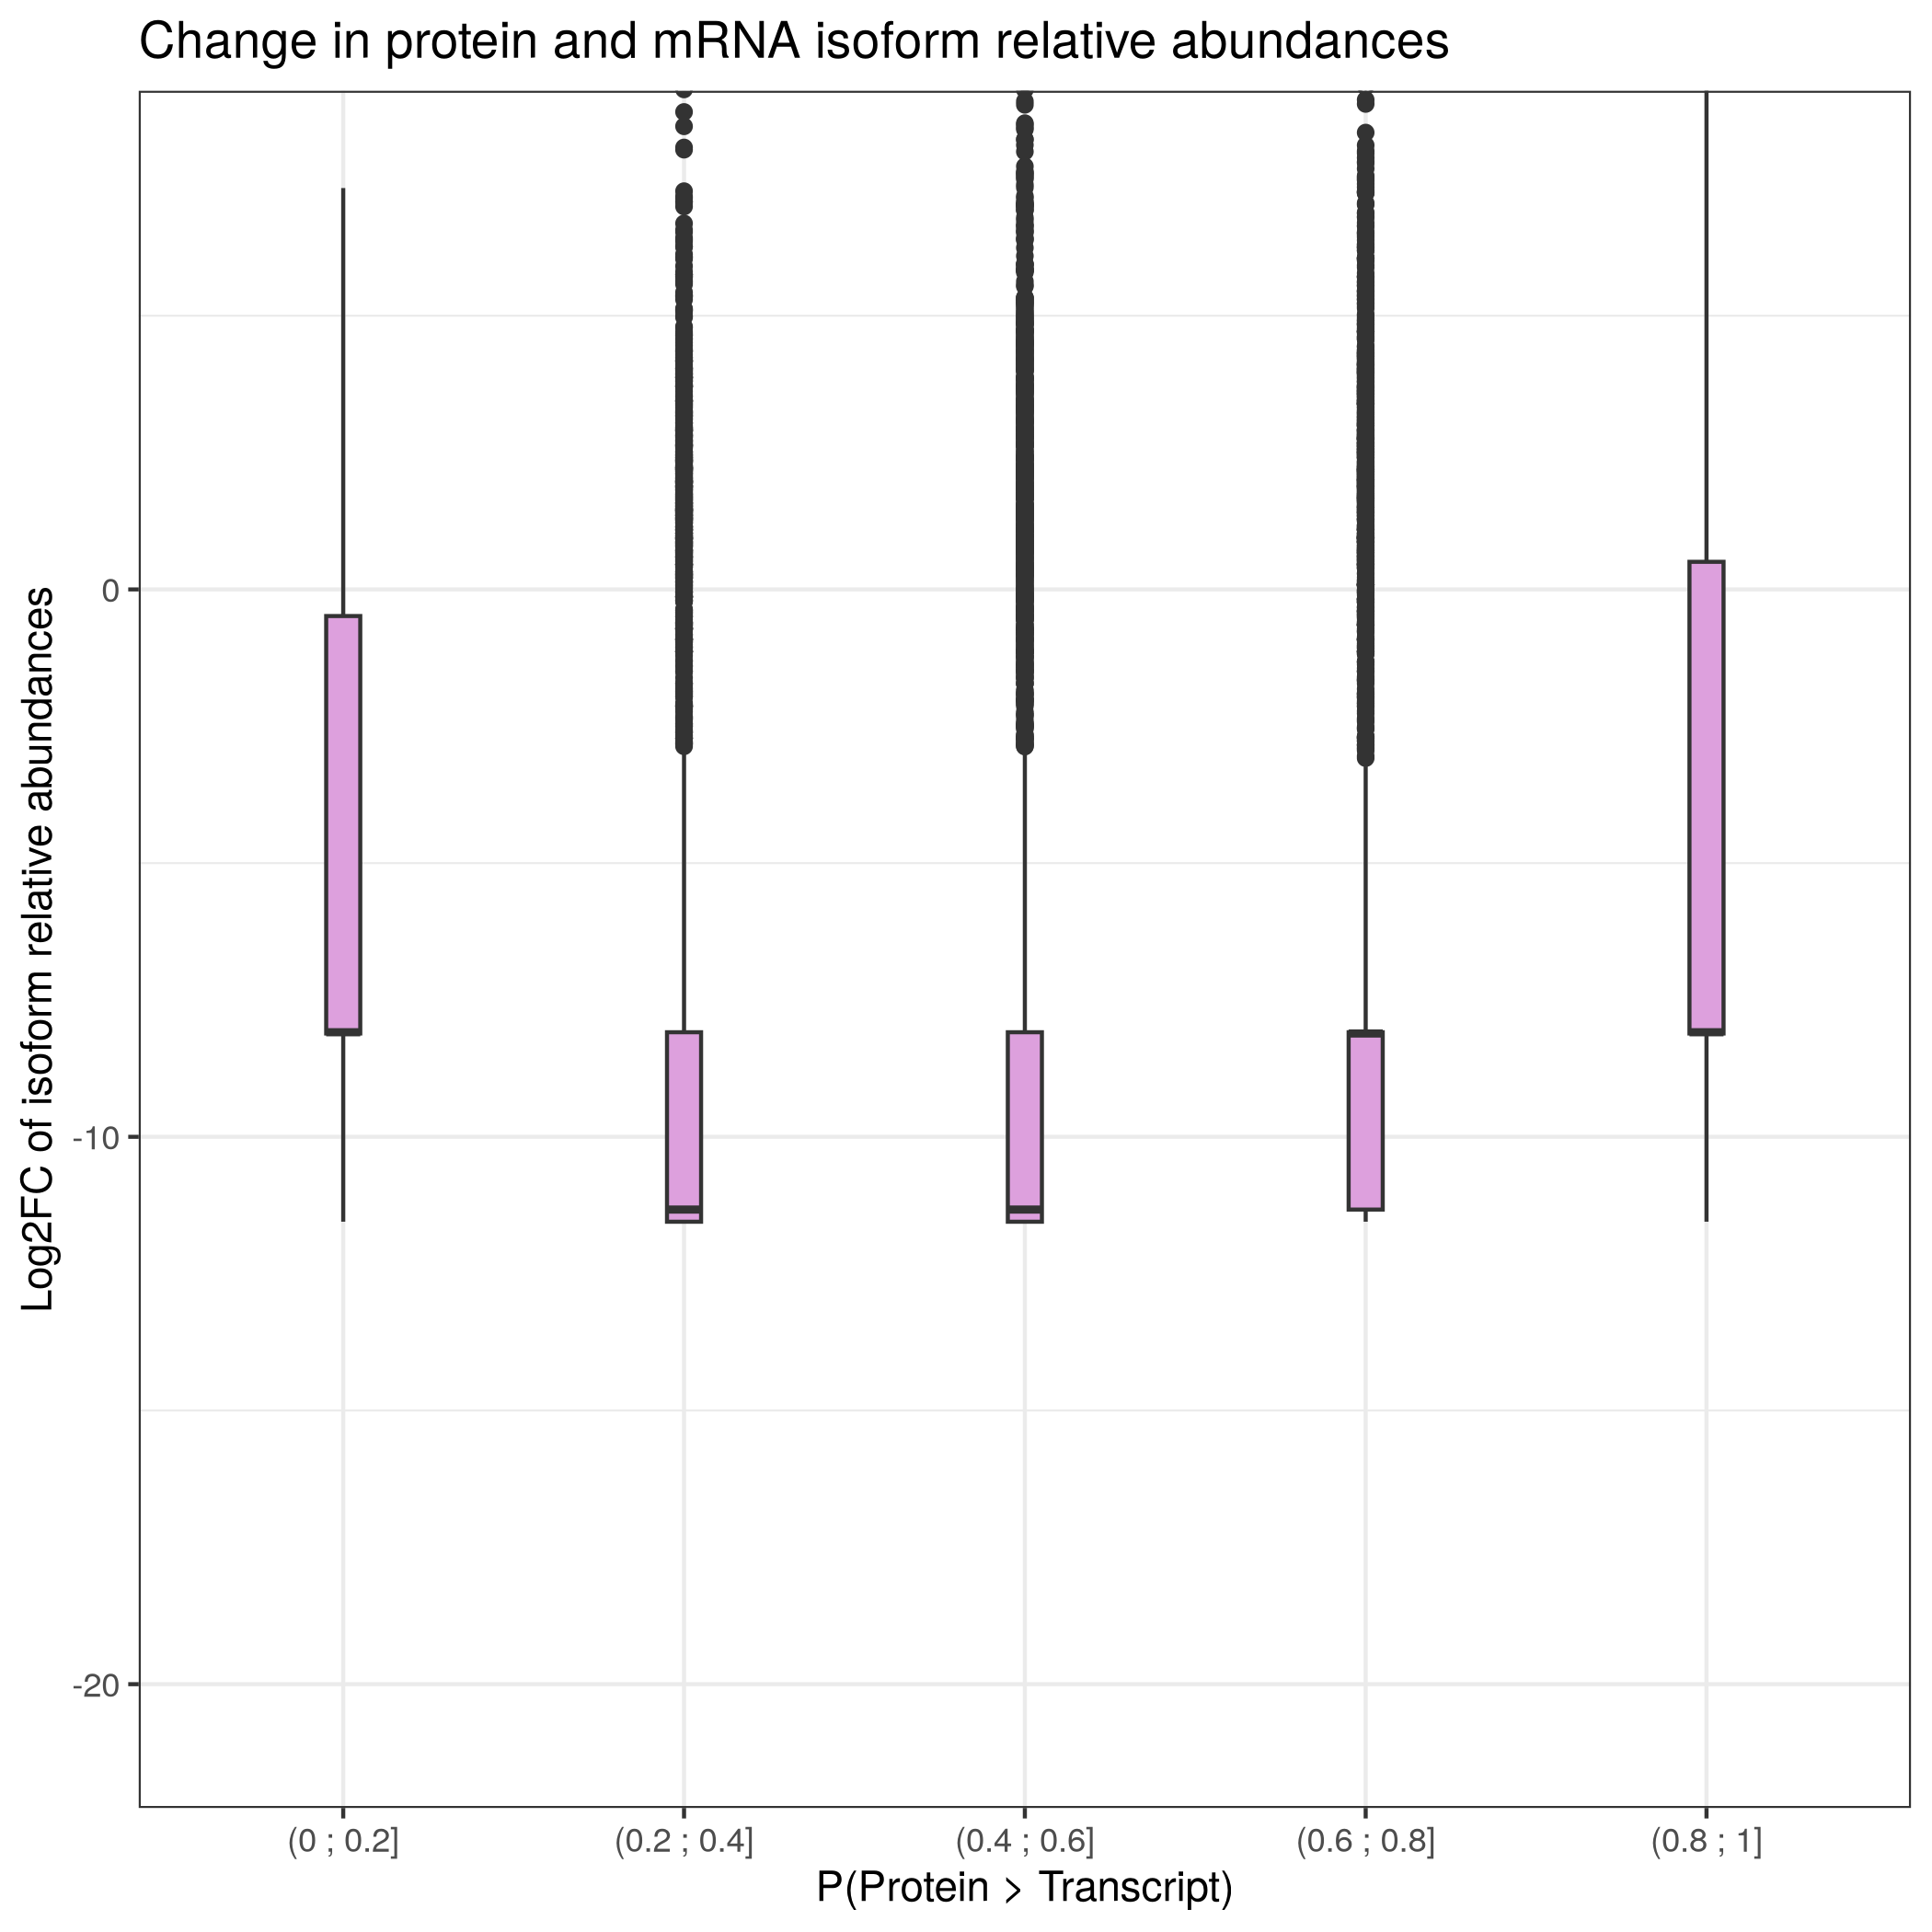 Change in protein and mRNA isoform relative abundances
Log2FC of isoform relative abundances
0
-10
-20
(0 ; 0.2]
(0.2 ; 0.4]
(0.4 ; 0.6]
(0.6 ; 0.8]
(0.8 ; 1]
P(Protein > Transcript)